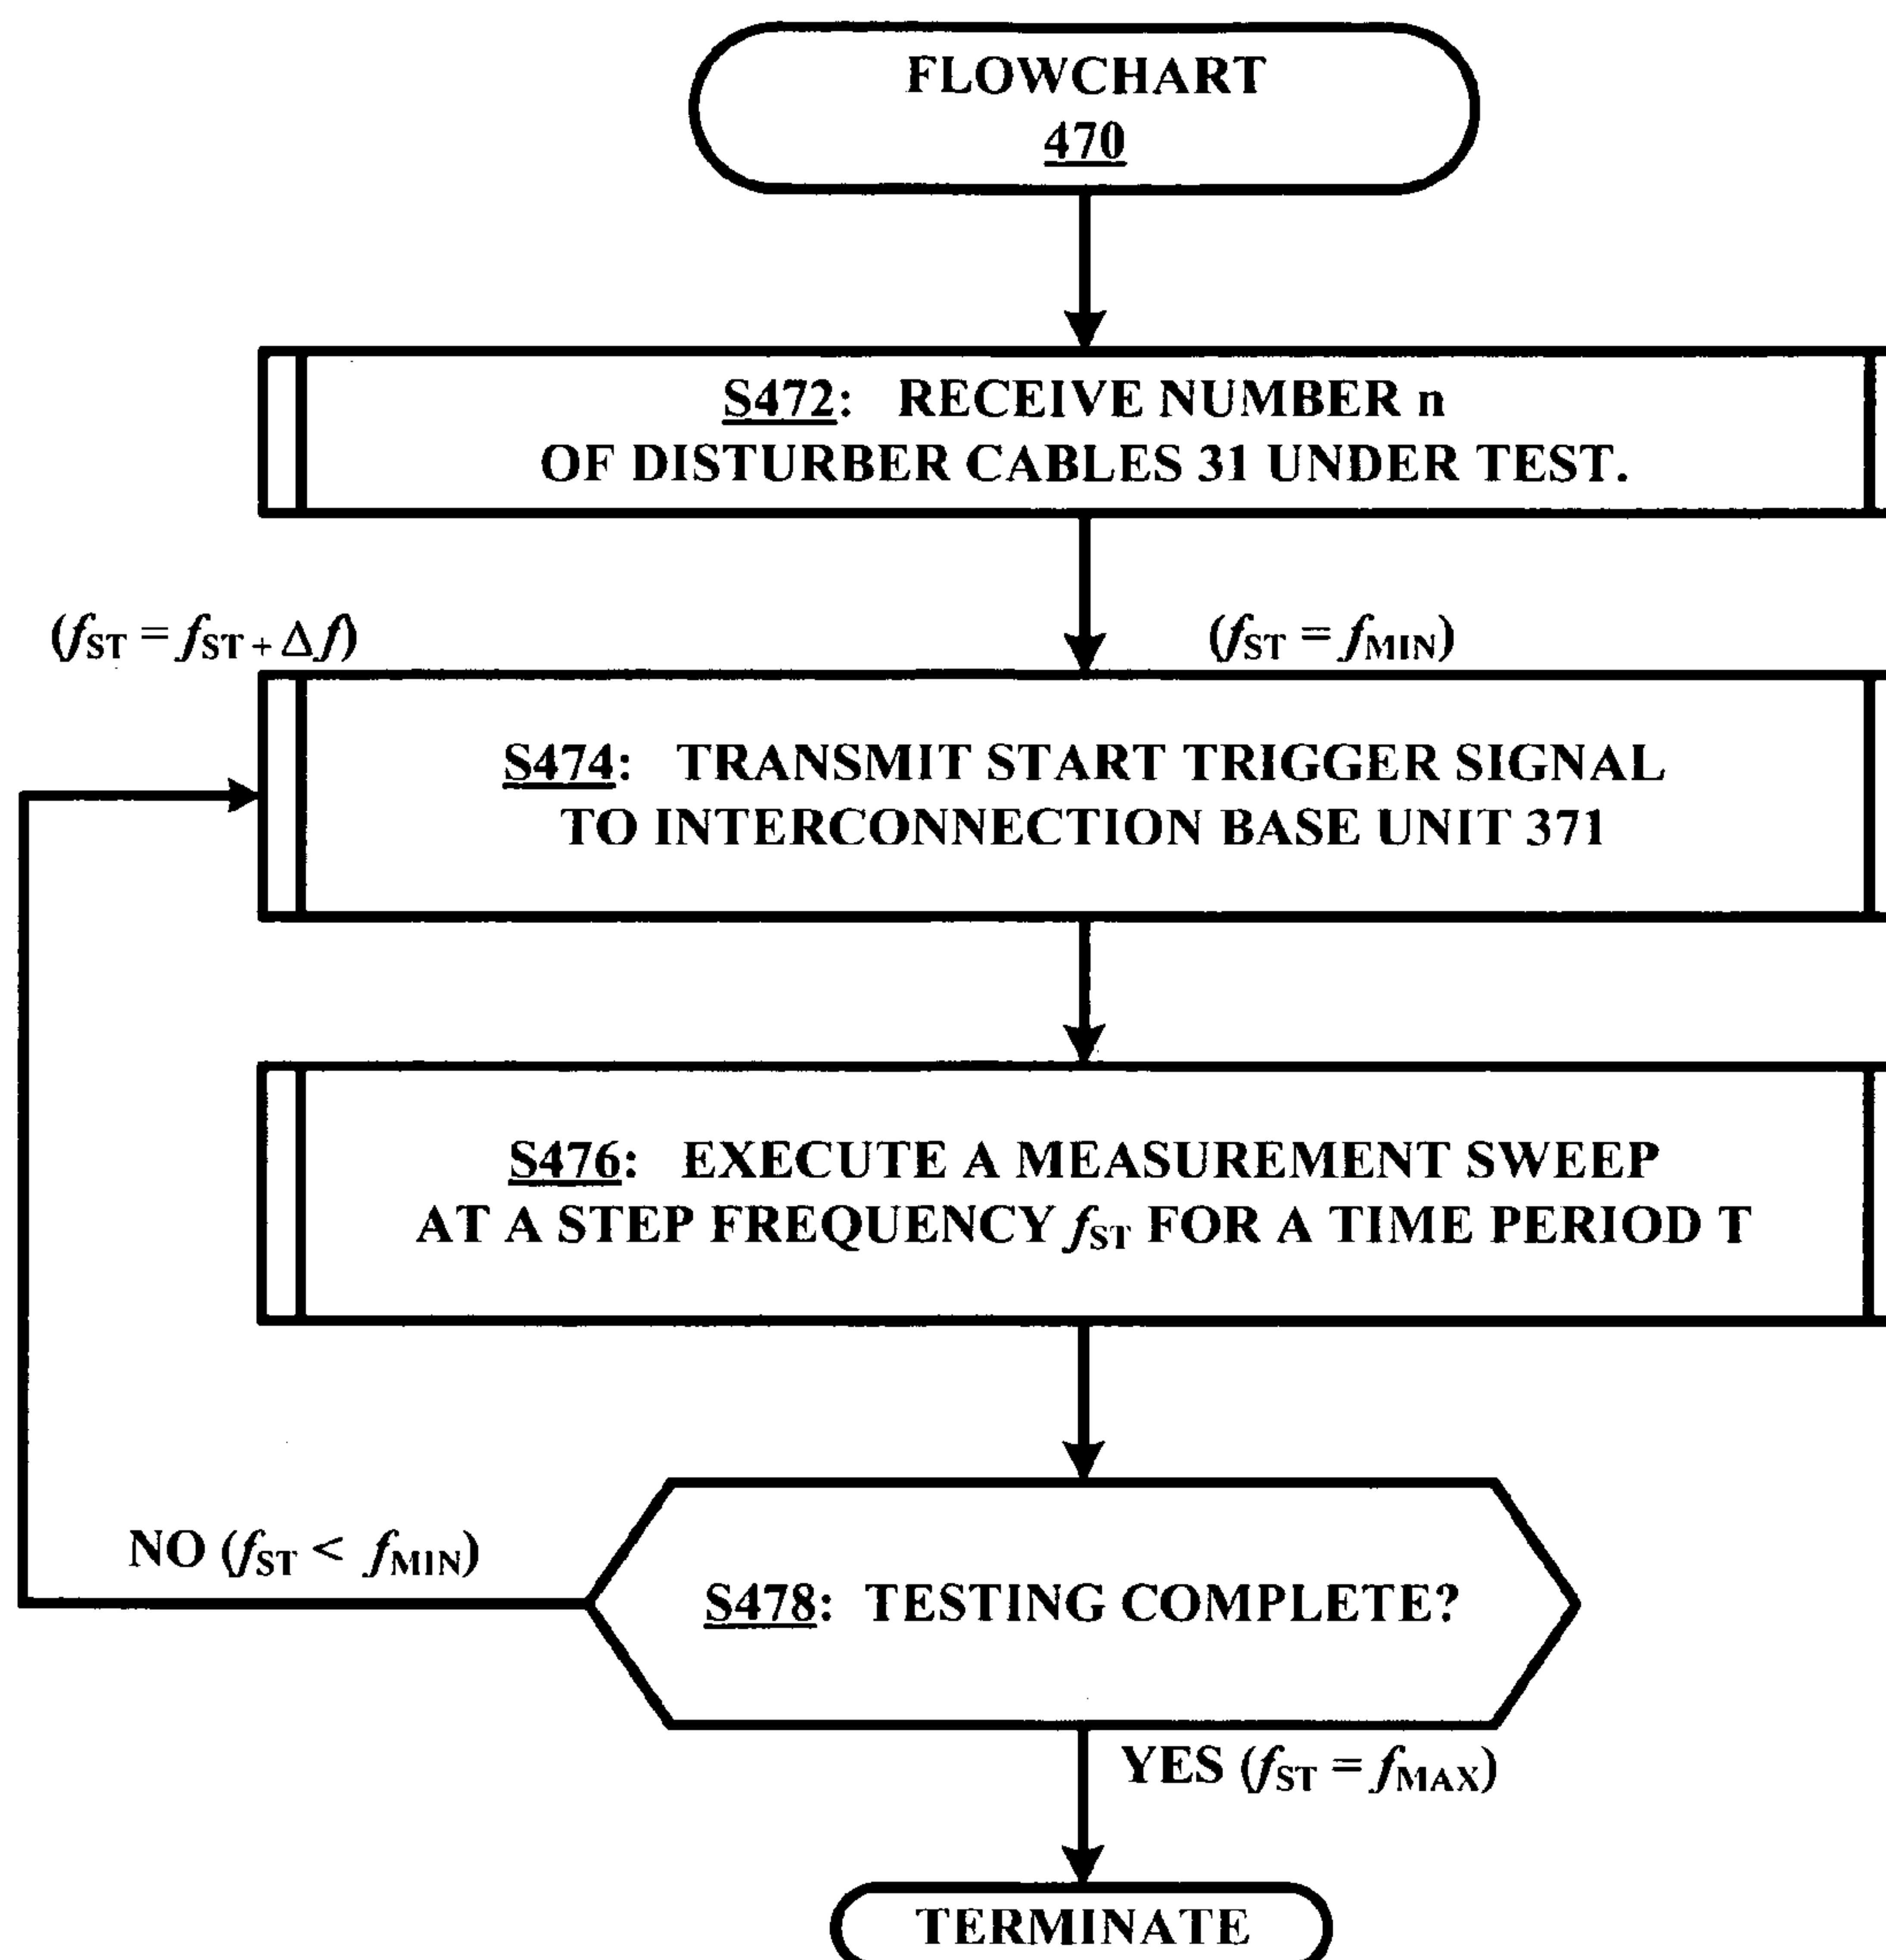 FLOWCHART
470
S472: RECEIVE NUMBER n
OF DISTURBER CABLES 31 UNDER TEST.
(fST = fST + Δf)
(fST = fMIN)
S474: TRANSMIT START TRIGGER SIGNAL
TO INTERCONNECTION BASE UNIT 371
S476: EXECUTE A MEASUREMENT SWEEP
AT A STEP FREQUENCY fST FOR A TIME PERIOD T
NO (fST < fMIN)
S478: TESTING COMPLETE?
YES (fST = fMAX)
TERMINATE